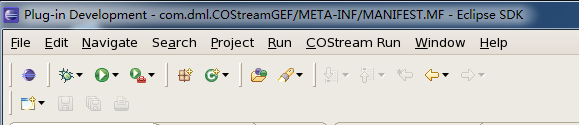 Plug-in Development - com.dml.COStreamGEF/META-INF/MANIFEST.MF - Eclipse SDK
File Edit Navigate Search Project Run COStream Run Window Help